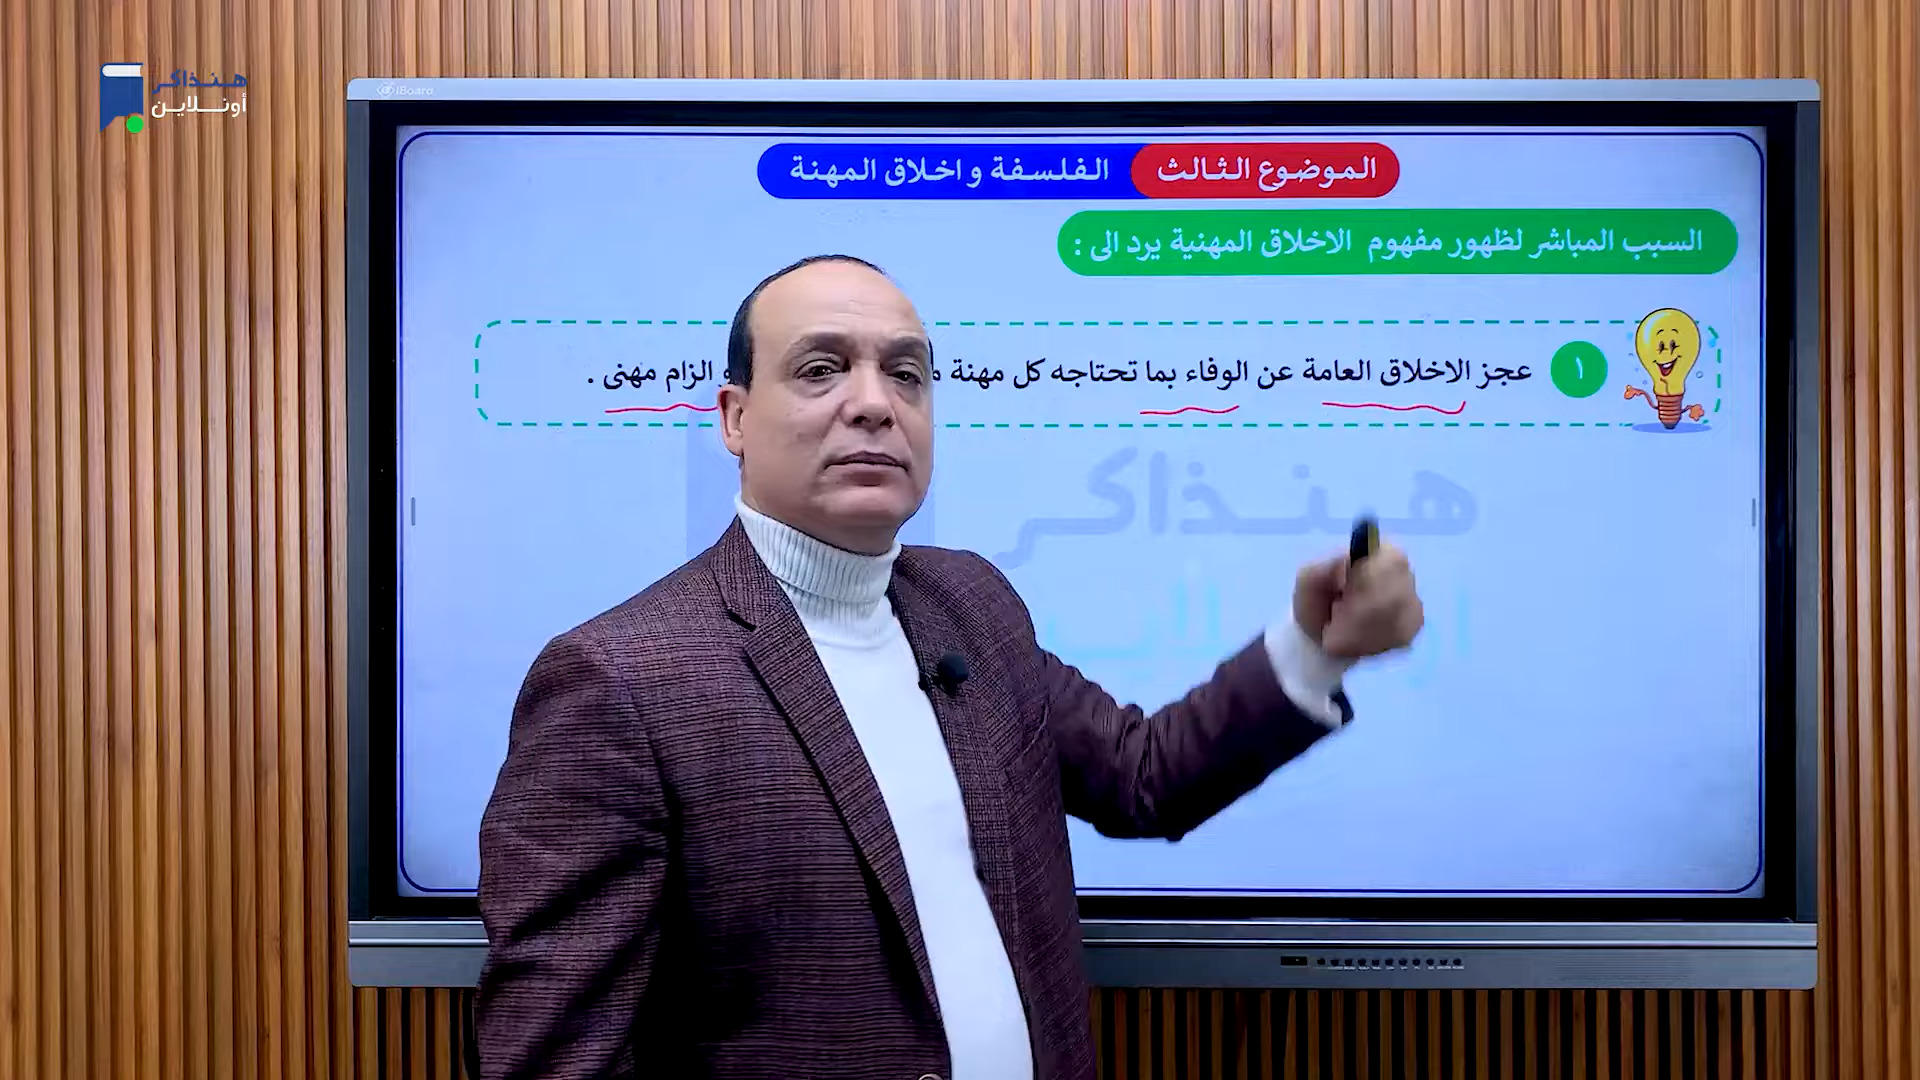 هنذاكر
أونلاين
iBoard
الموضوع الثالث الفلسفة و اخلاق المهنة
السبب المباشر لظهور مفهوم الاخلاق المهنية يرد الى :
١ عجز الاخلاق العامة عن الوفاء بما تحتاجه كل مهنة الزام مهنى .
هنذاكر